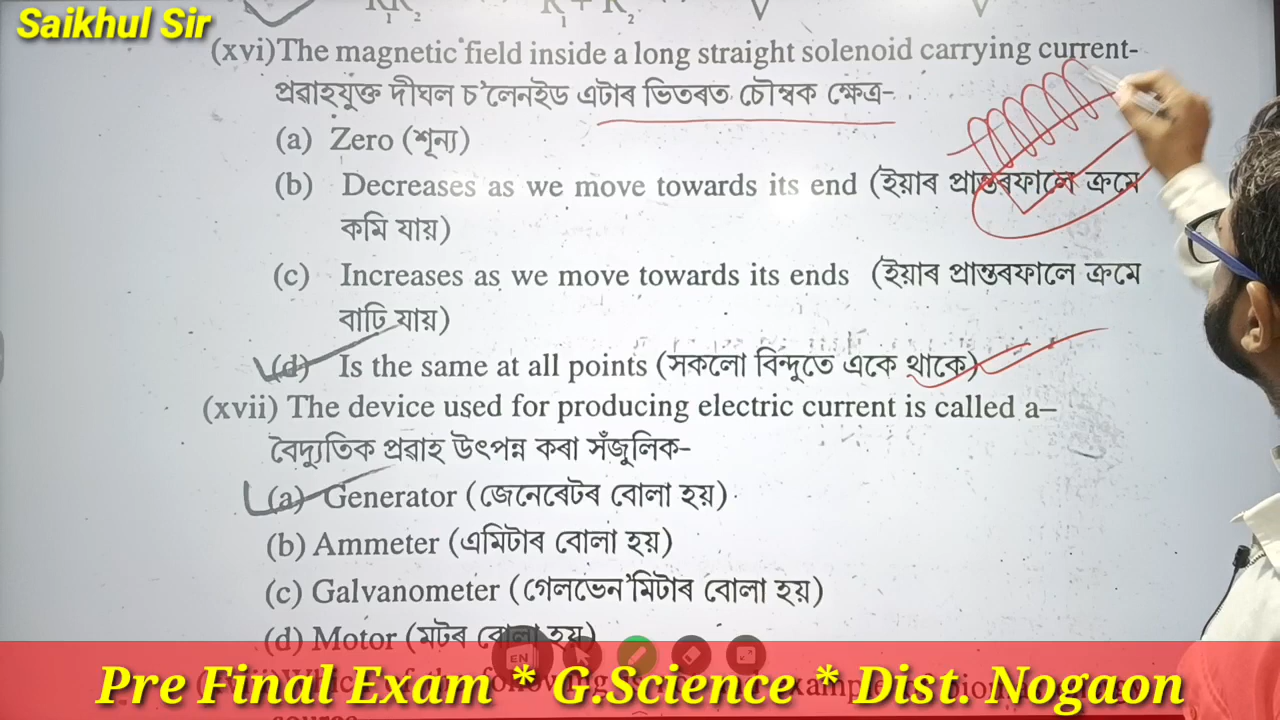 Saikhul Sir
(xvi) The magnetic field inside a long straight solenoid carrying current-
প্ৰৱাহযুক্ত দীঘল চ'লেনইড এটাৰ ভিতৰত চৌম্বক ক্ষেত্ৰ-
(a) Zero (শূন্য)
(b) Decreases as we move towards its end (ইয়াৰ প্ৰান্তৰফালে ক্ৰমে
কমি যায়)
(c) Increases as we move towards its ends (ইয়াৰ প্ৰান্তৰফালে ক্ৰমে
বাঢ়ি যায়)
(d) Is the same at all points (সকলো বিন্দুতে একে থাকে)
(xvii) The device used for producing electric current is called a–
বৈদ্যুতিক প্ৰৱাহ উৎপন্ন কৰা সঁজুলিক-
(a) Generator (জেনেৰেটৰ বোলা হয়)
(b) Ammeter (এমিটাৰ বোলা হয়)
(c) Galvanometer (গেলভেন'মিটাৰ বোলা হয়)
(d) Motor (মটৰ বোলা হয়)
EN
Pre Final Exam * G.Science * Dist. Nogaon